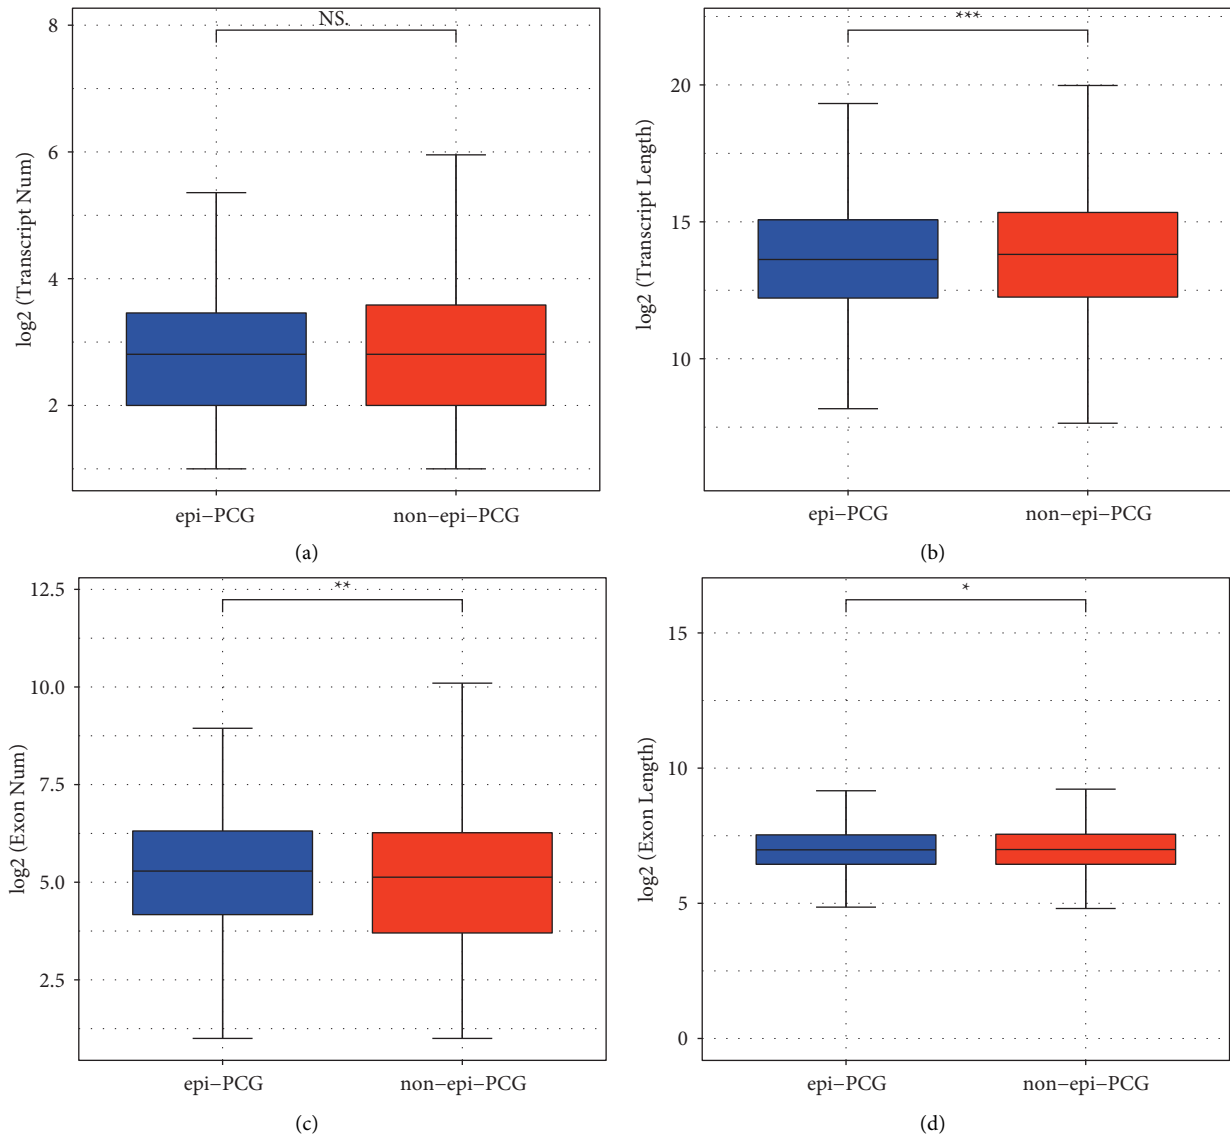 NS.
8
6
4
2
log2 (Transcript Num)
epi−PCG non−epi−PCG
(a)
***
20
15
10
log2 (Transcript Length)
epi−PCG non−epi−PCG
(b)
**
12.5
10.0
7.5
5.0
2.5
log2 (Exon Num)
epi−PCG non−epi−PCG
(c)
*
15
10
5
0
log2 (Exon Length)
epi−PCG non−epi−PCG
(d)